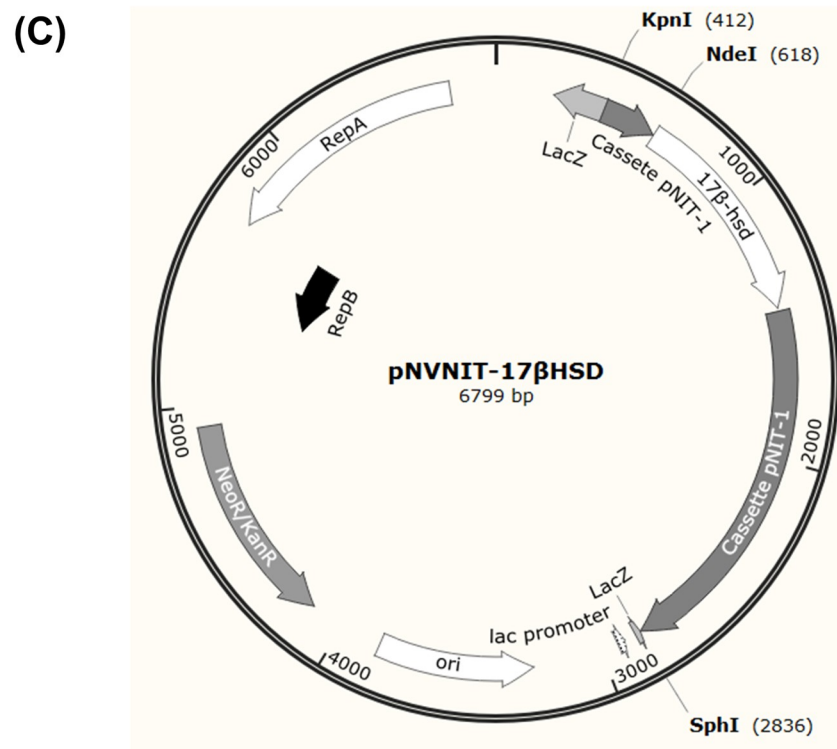 (C)
KpnI (412)
NdeI (618)
RepA
6000
LacZ
Cassete pNIT-1
1000
17β-hsd
RepB
pNVNIT-17βHSD
6799 bp
5000
2000
NeoR/KanR
Cassette pNIT-1
LacZ
lac promoter
ori
4000
3000
SphI (2836)